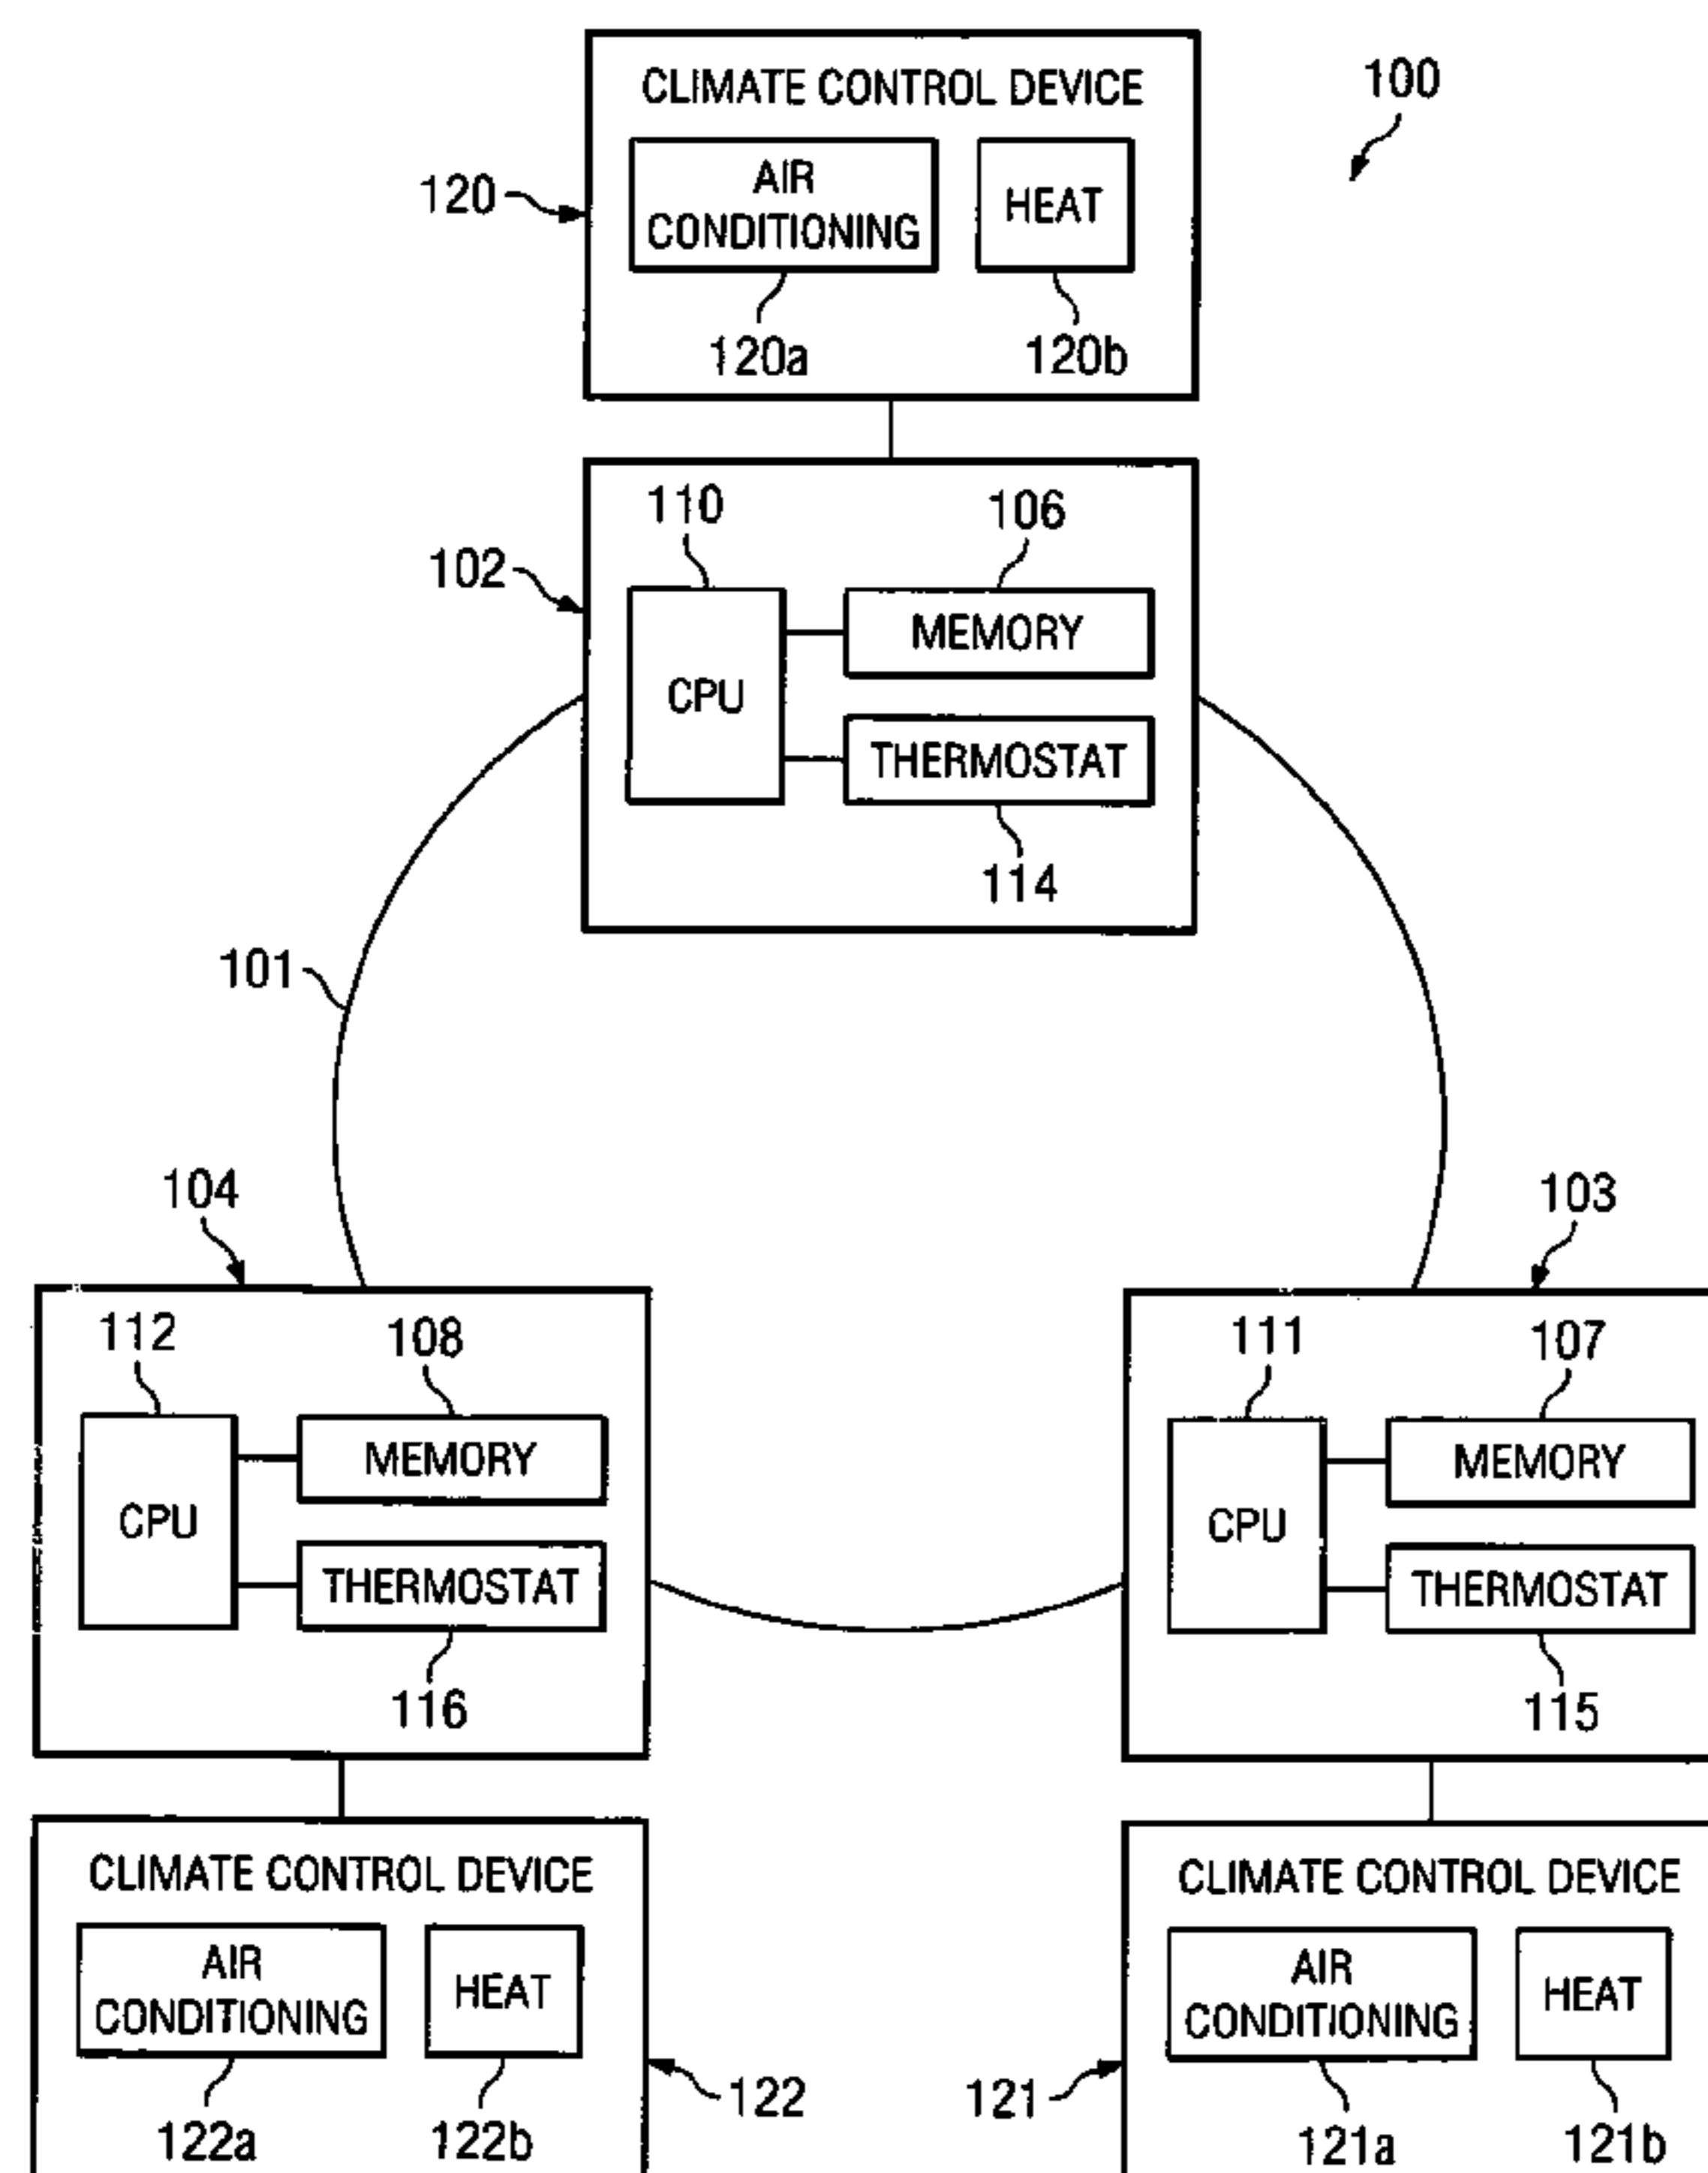 CLIMATE CONTROL DEVICE
100
AIR
CONDITIONING
HEAT
120
120a
120b
110
106
102
MEMORY
CPU
THERMOSTAT
114
101
104
103
112
108
MEMORY
CPU
THERMOSTAT
116
111
107
MEMORY
CPU
THERMOSTAT
115
CLIMATE CONTROL DEVICE
AIR
CONDITIONING
HEAT
122
122a
122b
CLIMATE CONTROL DEVICE
AIR
CONDITIONING
HEAT
121
121a
121b